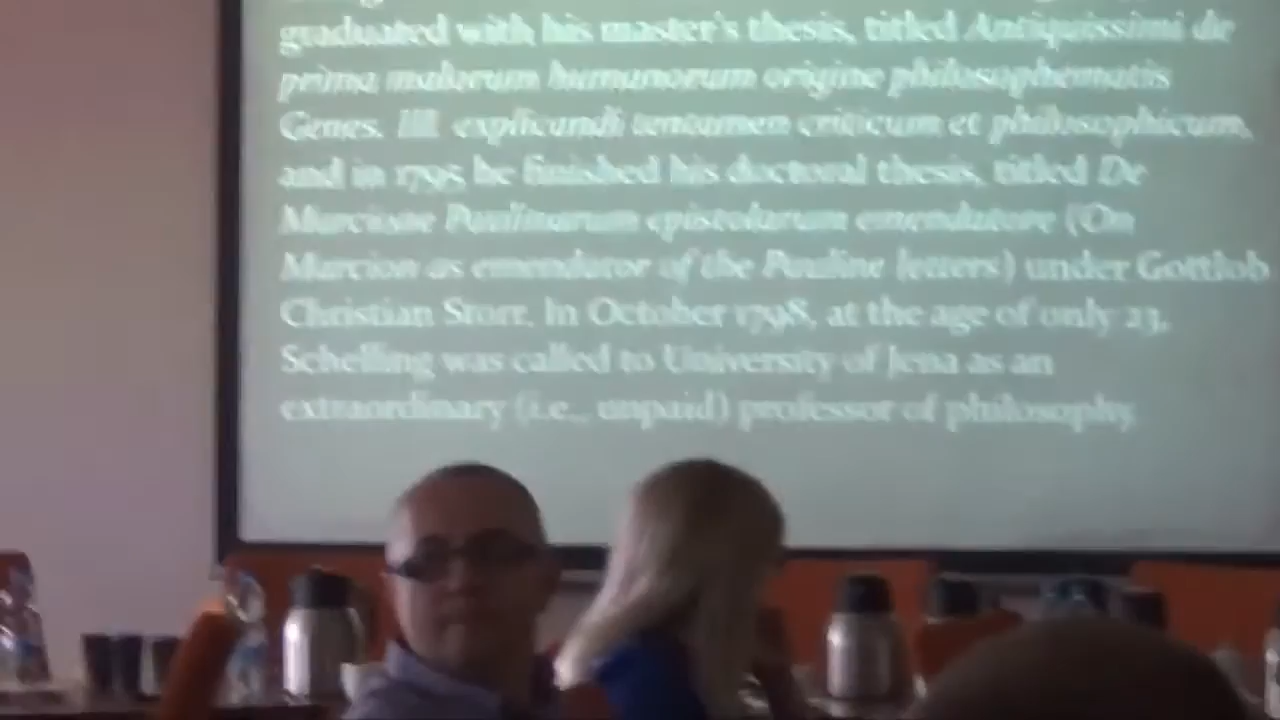 graduated with his master's thesis, titled Antiquissimi de
prima malorum humanorum origine philosophematis
Genes. III explicandi tentamen criticum et philosophicum,
and in 1795 he finished his doctoral thesis, titled De
Marcione Paulinarum epistolarum emendatore (On
Marcion as emendator of the Pauline letters) under Gottlob
Christian Storr. In October 1798, at the age of only 23,
Schelling was called to University of Jena as an
extraordinary (i.e., unpaid) professor of philosophy.